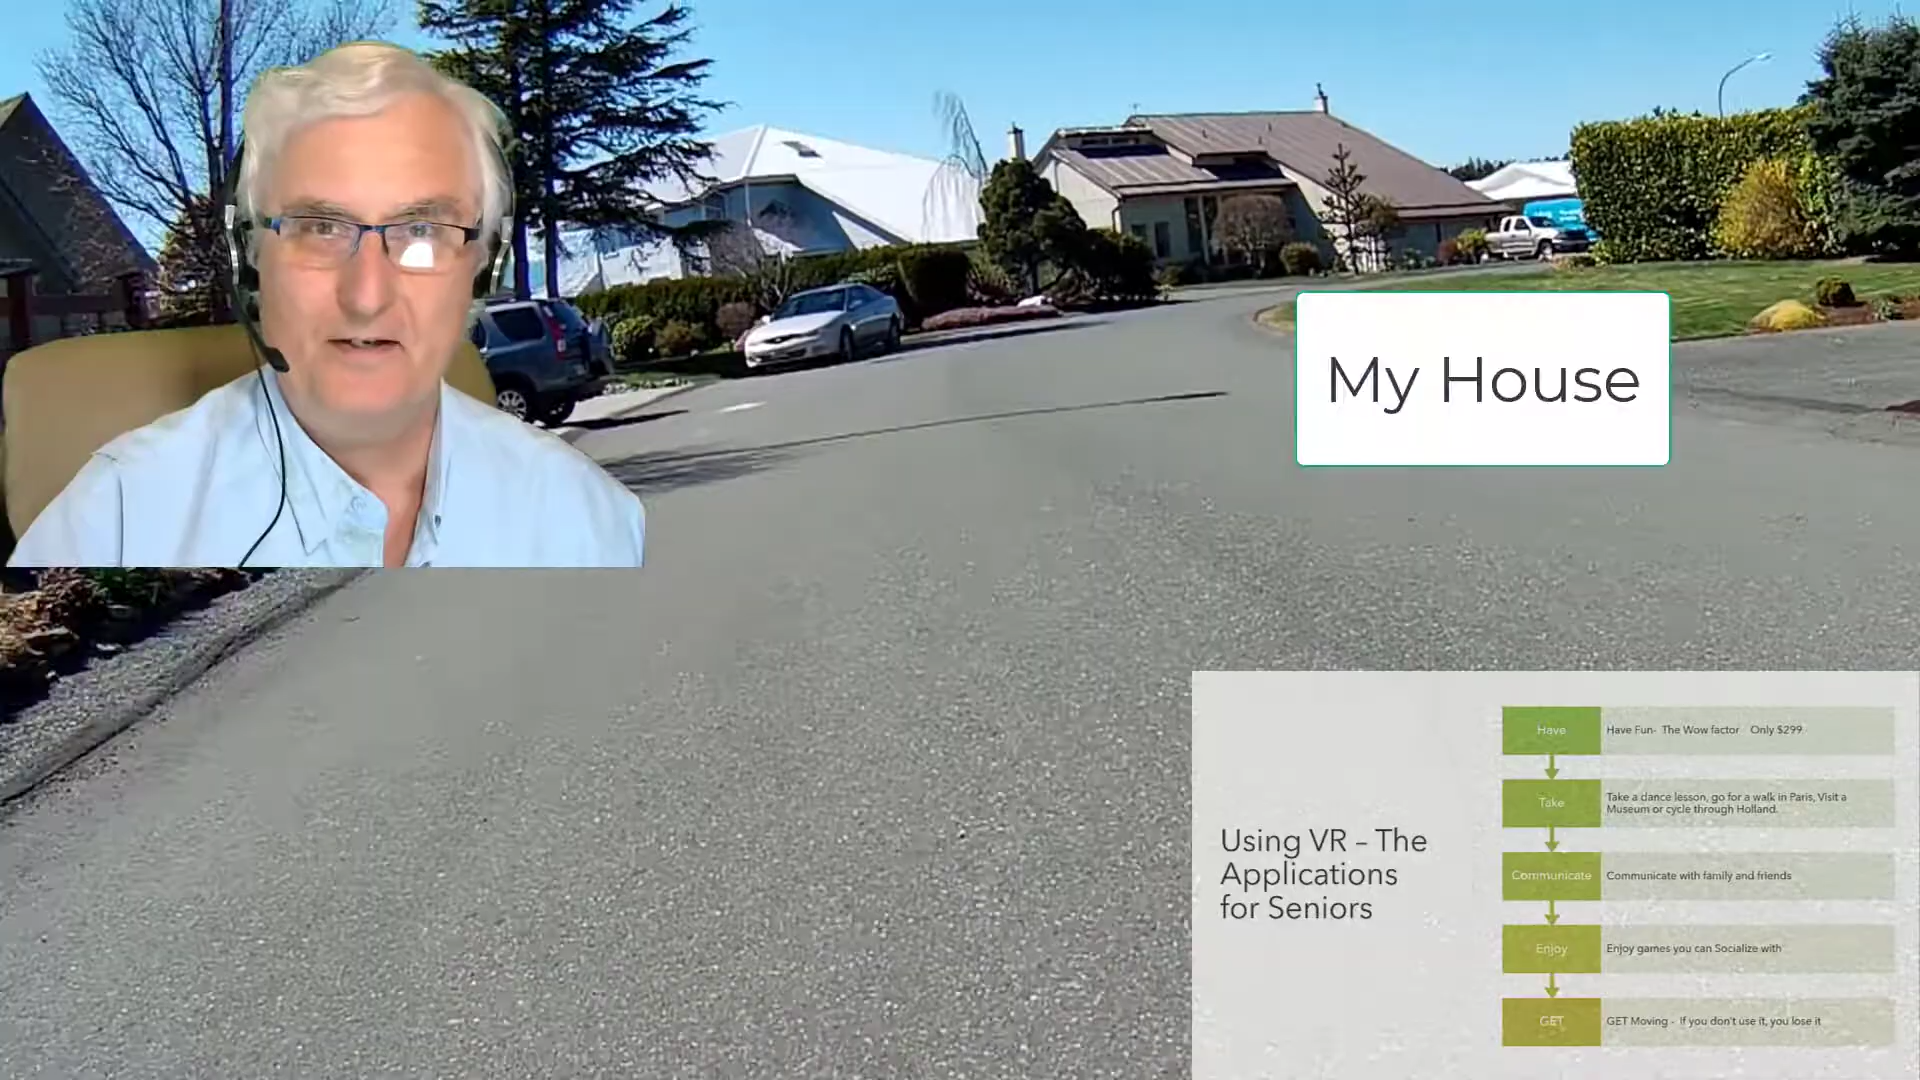 My House
Using VR – The
Applications
for Seniors
Have
Have Fun- The Wow factor Only $299
Take
Take a dance lesson, go for a walk in Paris, Visit a
Museum or cycle through Holland.
Communicate
Communicate with family and friends
Enjoy
Enjoy games you can Socialize with
GET
GET Moving - If you don't use it, you lose it